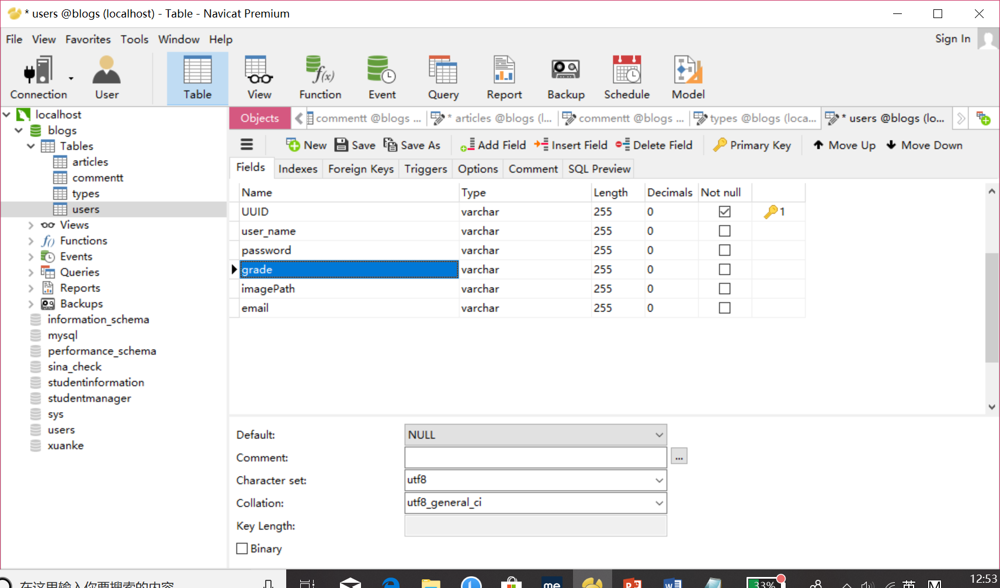 * users @blogs (localhost) - Table - Navicat Premium
File View Favorites Tools Window Help Sign In
Connection User Table View Function Event Query Report Backup Schedule Model
Objects commentt @blogs ... * articles @blogs (l... commentt @blogs ... types @blogs (loca... * users @blogs (lo...
New Save Save As Add Field Insert Field Delete Field Primary Key Move Up Move Down
Fields Indexes Foreign Keys Triggers Options Comment SQL Preview
localhost
blogs
Tables
articles
commentt
types
users
Views
Functions
Events
Queries
Reports
Backups
information_schema
mysql
performance_schema
sina_check
studentinformation
studentmanager
sys
users
xuanke
Name Type Length Decimals Not null
UUID varchar 255 0 1
user_name varchar 255 0
password varchar 255 0
grade varchar 255 0
imagePath varchar 255 0
email varchar 255 0
Default: NULL
Comment: ...
Character set: utf8
Collation: utf8_general_ci
Key Length:
Binary
在这里输入你要搜索的内容 me 33% 英 M 12:53